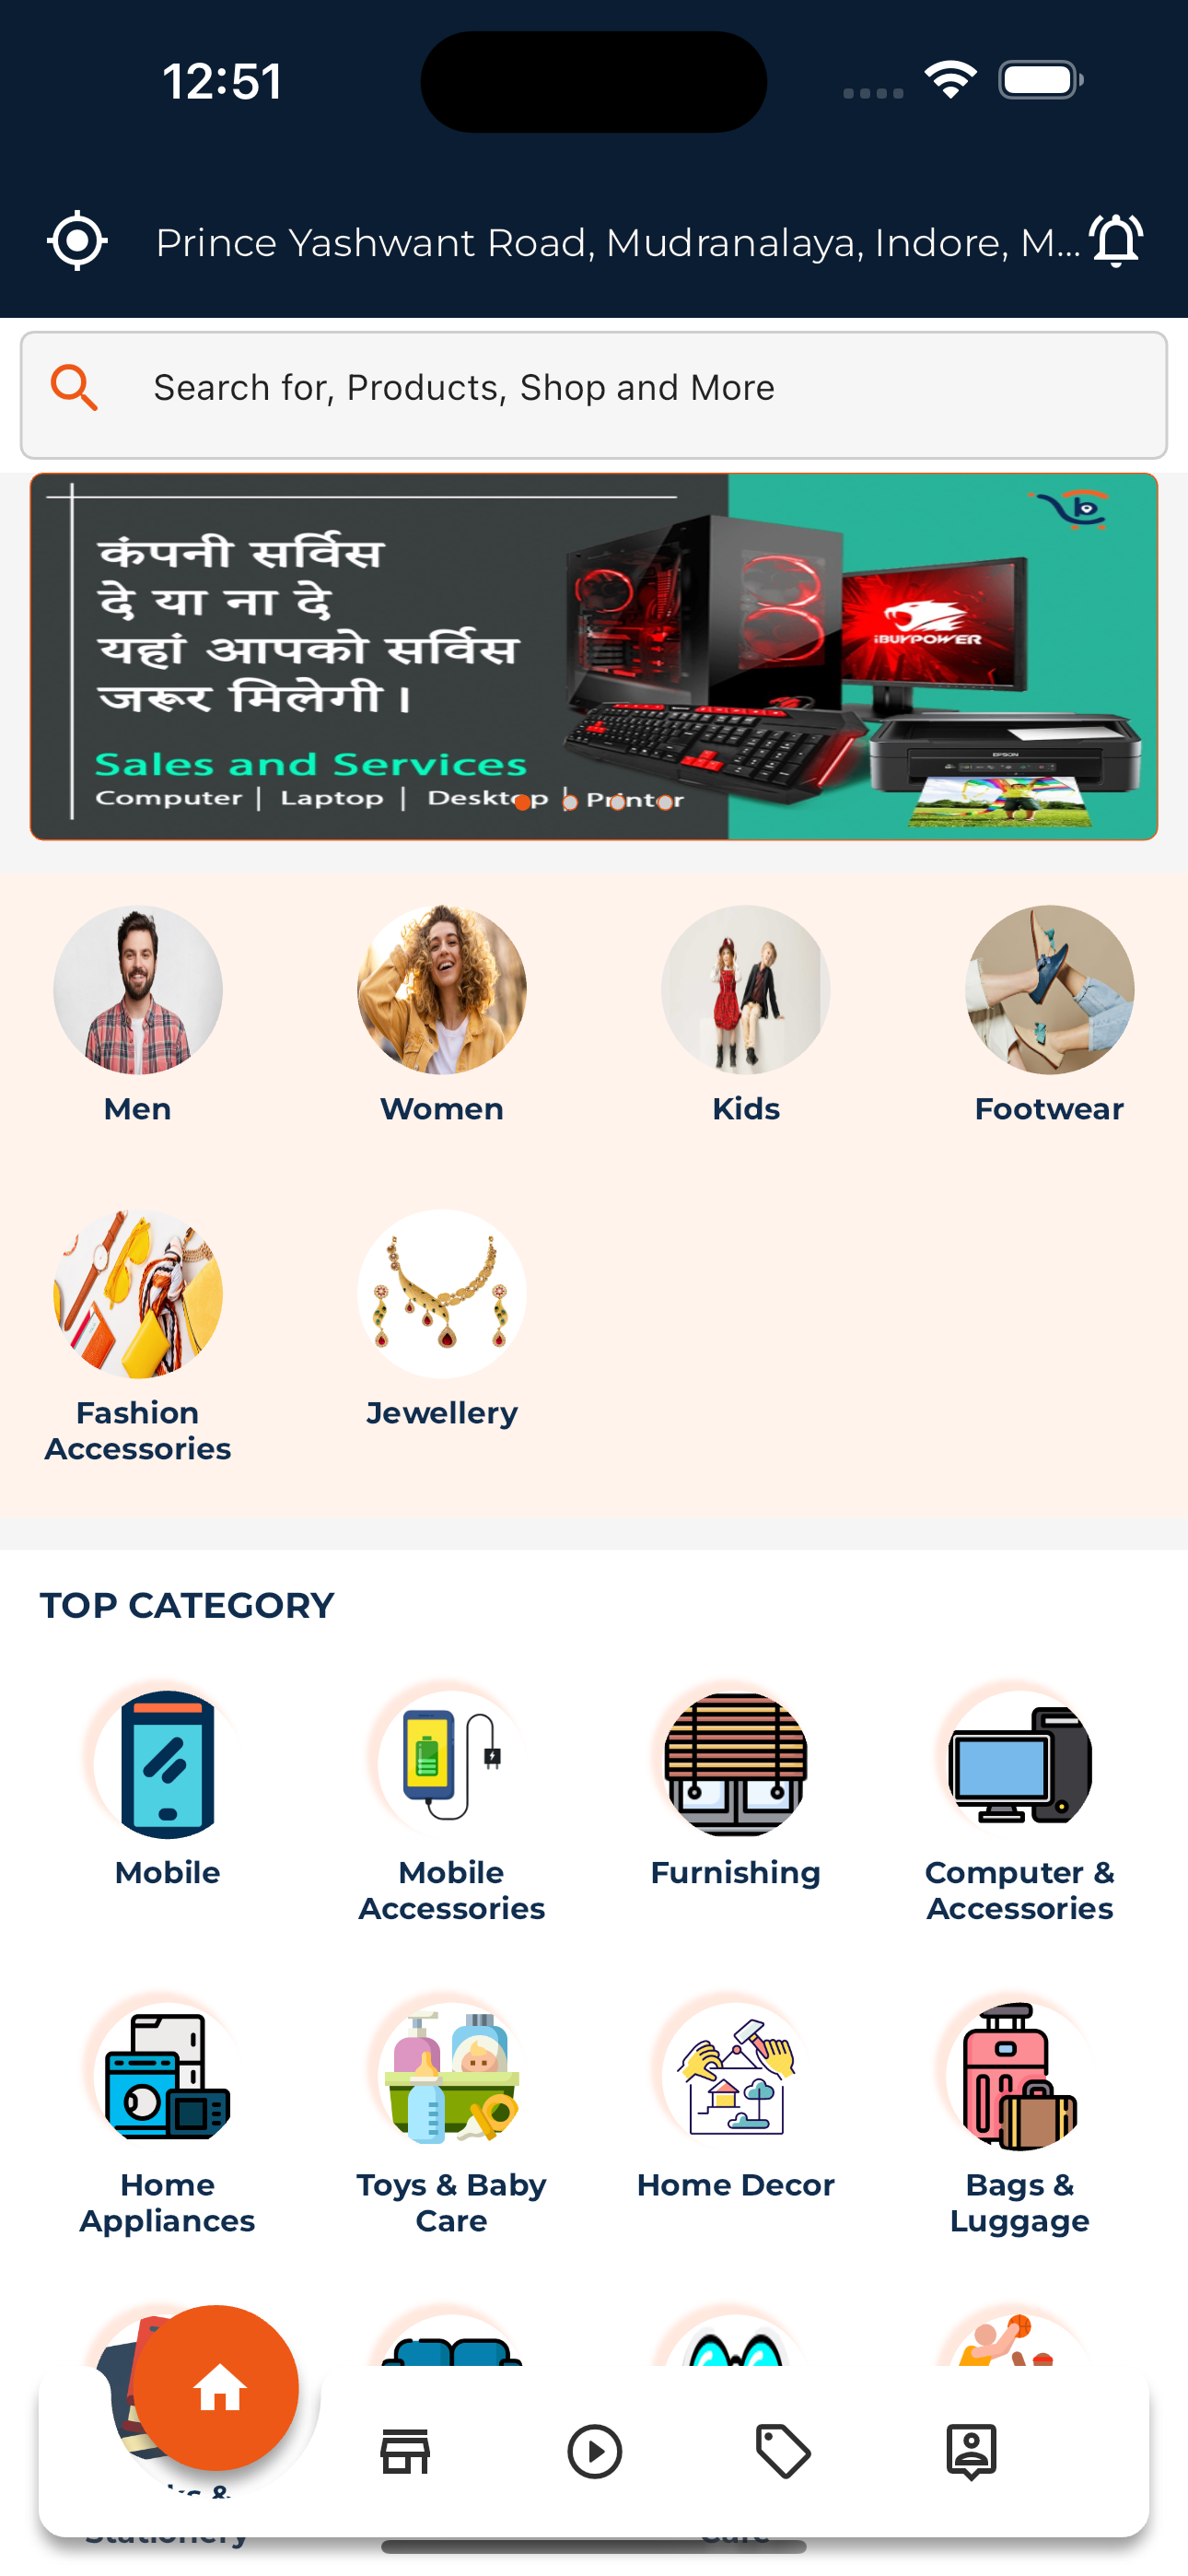 12:51
Prince Yashwant Road, Mudranalaya, Indore, M...
Search for, Products, Shop and More
कंपनी सर्विस
दे या ना दे
यहां आपको सर्विस
जरूर मिलेगी।
iBUYPOWER
EPSON
Sales and Services
Computer | Laptop | Desktop | Printer
Men
Women
Kids
Footwear
Fashion
Accessories
Jewellery
TOP CATEGORY
Mobile
Mobile
Accessories
Furnishing
Computer &
Accessories
Home
Appliances
Toys & Baby
Care
Home Decor
Bags &
Luggage
Stationery